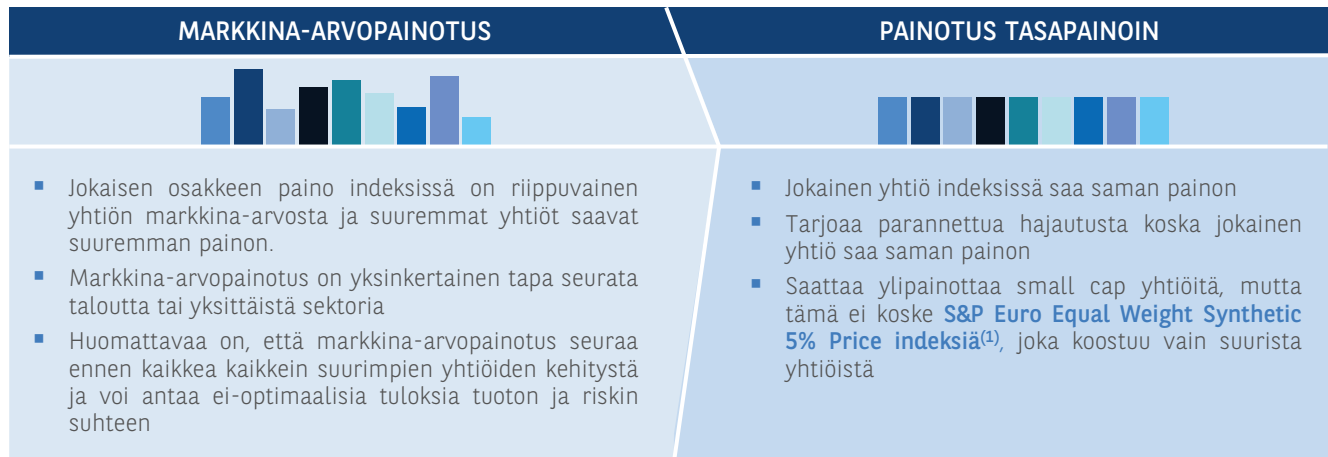 MARKKINA-ARVOPAINOTUS
▪ Jokaisen osakkeen paino indeksissä on riippuvainen
yhtiön markkina-arvosta ja suuremmat yhtiöt saavat
suuremman painon.
▪ Markkina-arvopainotus on yksinkertainen tapa seurata
taloutta tai yksittäistä sektoria
▪ Huomattavaa on, että markkina-arvopainotus seuraa
ennen kaikkea kaikkein suurimpien yhtiöiden kehitystä
ja voi antaa ei-optimaalisia tuloksia tuoton ja riskin
suhteen
PAINOTUS TASAPAINOIN
▪ Jokainen yhtiö indeksissä saa saman painon
▪ Tarjoaa parannettua hajautusta koska jokainen
yhtiö saa saman painon
▪ Saattaa ylipainottaa small cap yhtiöitä, mutta
tämä ei koske S&P Euro Equal Weight Synthetic
5% Price indeksiä(1), joka koostuu vain suurista
yhtiöistä